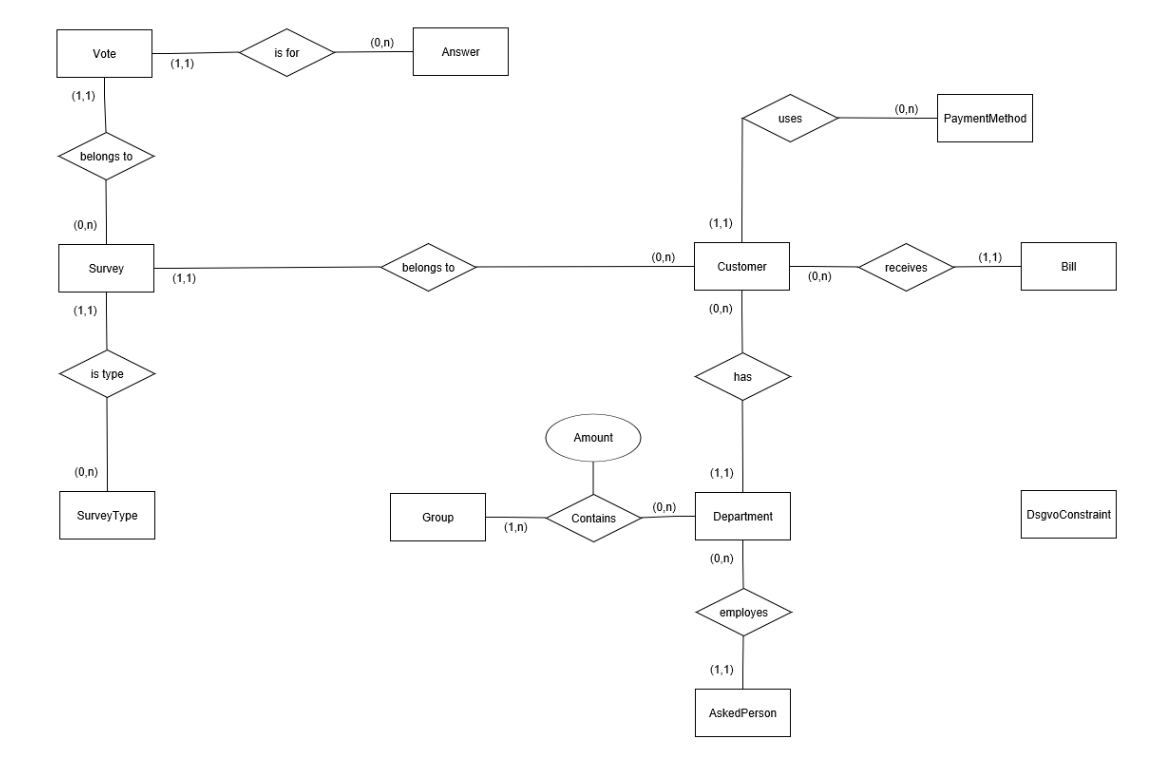 Vote
(1,1)
is for
(0,n)
Answer
(1,1)
belongs to
(0,n)
uses
(0,n)
PaymentMethod
(1,1)
Survey
(1,1)
belongs to
(0,n)
Customer
(0,n)
receives
(1,1)
Bill
(1,1)
is type
(0,n)
SurveyType
(0,n)
has
(1,1)
Amount
Group
(1,n)
Contains
(0,n)
Department
DsgvoConstraint
(0,n)
employes
(1,1)
AskedPerson